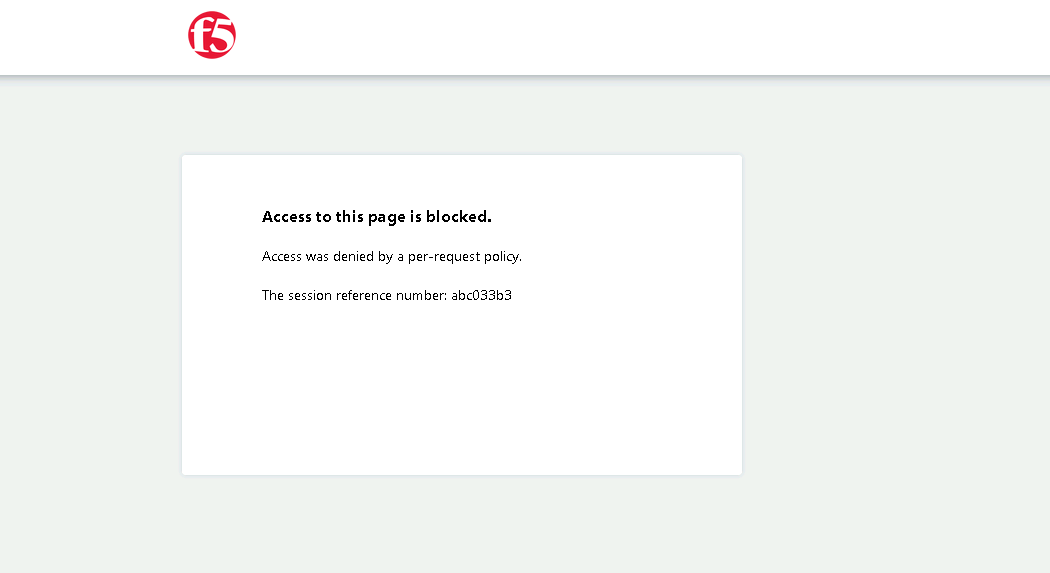 f5
Access to this page is blocked.
Access was denied by a per-request policy.
The session reference number: abc033b3